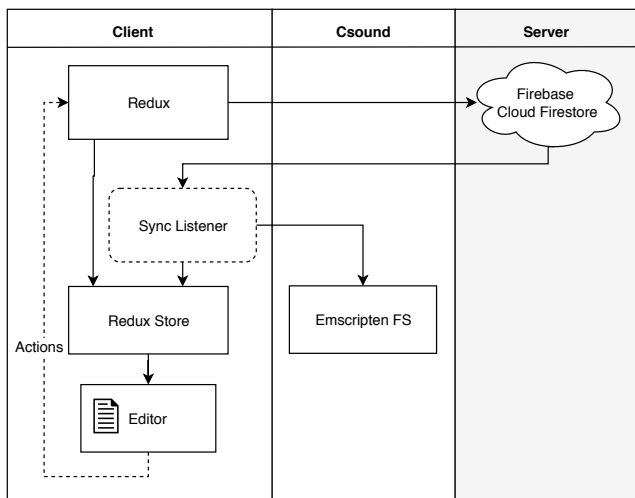 Client
Csound
Server
Redux
Firebase
Cloud Firestore
Sync Listener
Redux Store
Emscripten FS
Actions
Editor